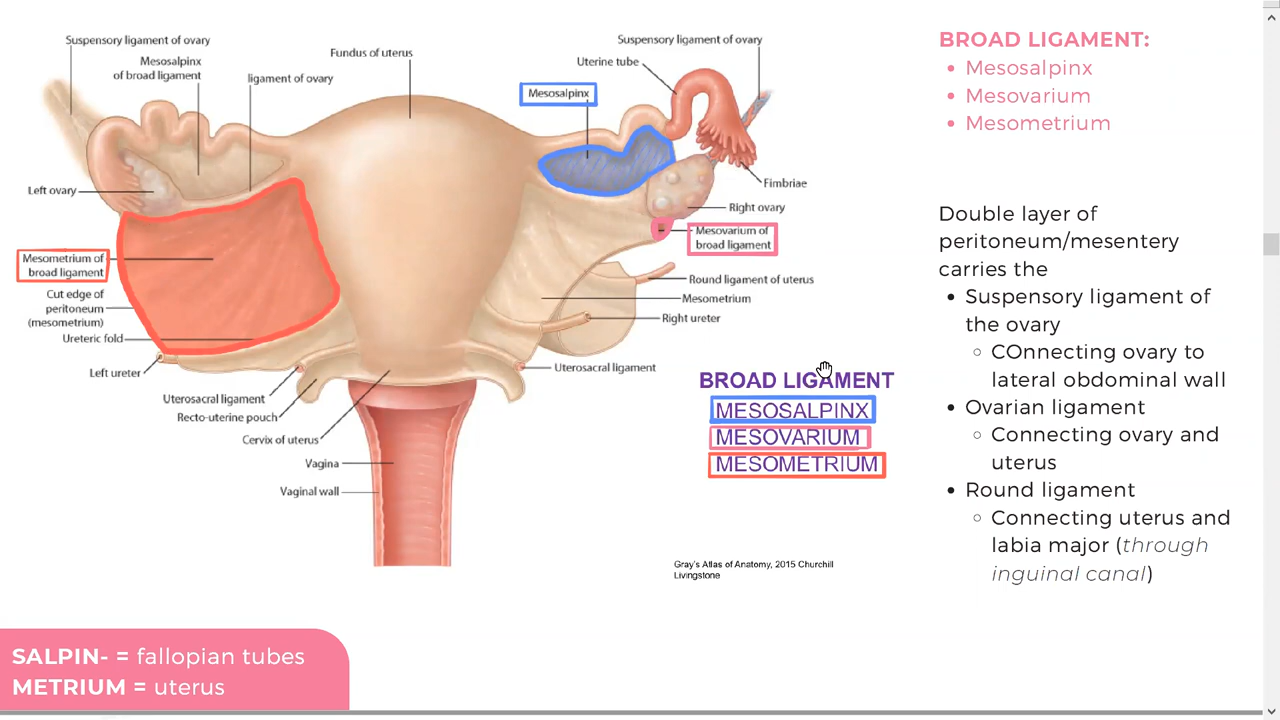 Suspensory ligament of ovary
Mesosalpinx
of broad ligament
ligament of ovary
Fundus of uterus
Suspensory ligament of ovary
Uterine tube
Mesosalpinx
Left ovary
Fimbriae
Right ovary
Mesovarium of
broad ligament
Mesometrium of
broad ligament
Round ligament of uterus
Mesometrium
Right ureter
Cut edge of
peritoneum
(mesometrium)
Ureteric fold
Left ureter
Uterosacral ligament
Uterosacral ligament
Recto-uterine pouch
Cervix of uterus
Vagina
Vaginal wall
BROAD LIGAMENT
MESOSALPINX
MESOVARIUM
MESOMETRIUM
Gray's Atlas of Anatomy, 2015 Churchill
Livingstone
BROAD LIGAMENT:
• Mesosalpinx
• Mesovarium
• Mesometrium
Double layer of
peritoneum/mesentery
carries the
• Suspensory ligament of
the ovary
◦ COnnecting ovary to
lateral abdominal wall
• Ovarian ligament
◦ Connecting ovary and
uterus
• Round ligament
◦ Connecting uterus and
labia major (through
inguinal canal)
SALPIN- = fallopian tubes
METRIUM = uterus